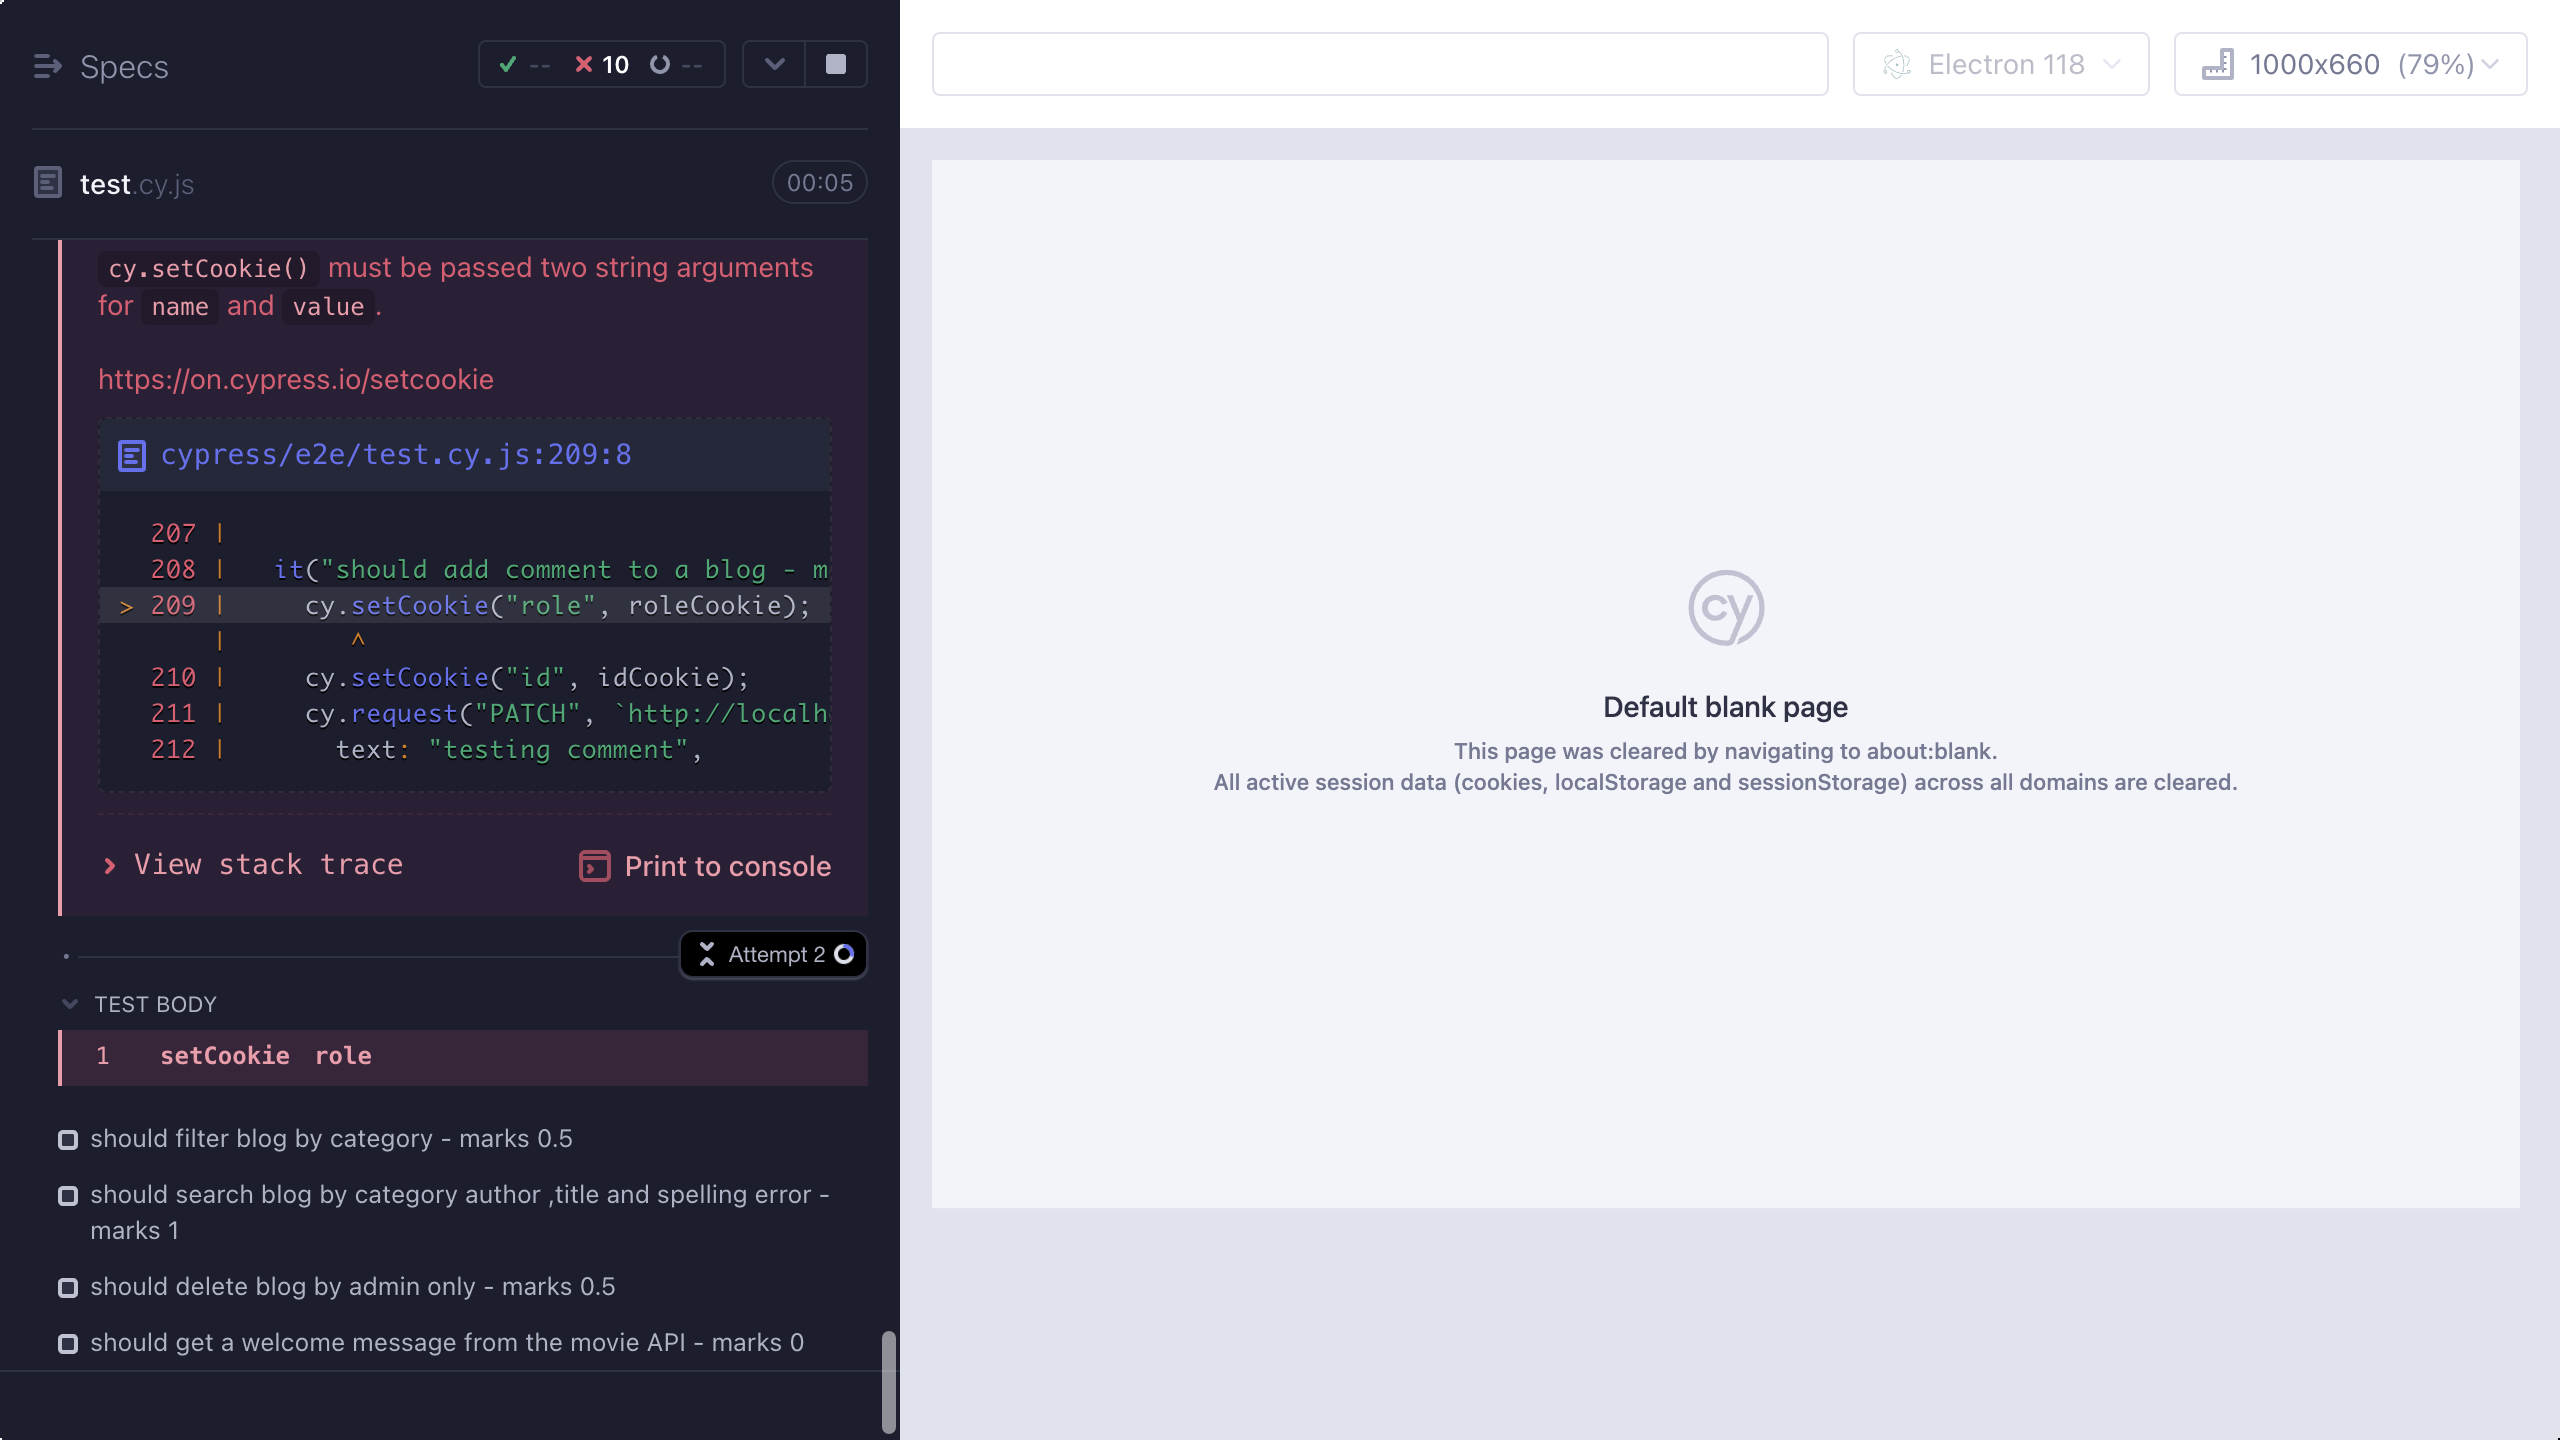 Specs
-- 10 --
test.cy.js
00:05
cy.setCookie() must be passed two string arguments
for name and value.
https://on.cypress.io/setcookie
cypress/e2e/test.cy.js:209:8
207 |
208 | it("should add comment to a blog - m
> 209 | cy.setCookie("role", roleCookie);
| ^
210 | cy.setCookie("id", idCookie);
211 | cy.request("PATCH", `http://localh
212 | text: "testing comment",
View stack trace
Print to console
Attempt 2
TEST BODY
1 setCookie role
should filter blog by category - marks 0.5
should search blog by category author ,title and spelling error -
marks 1
should delete blog by admin only - marks 0.5
should get a welcome message from the movie API - marks 0
Electron 118
1000x660 (79%)
cy
Default blank page
This page was cleared by navigating to about:blank.
All active session data (cookies, localStorage and sessionStorage) across all domains are cleared.